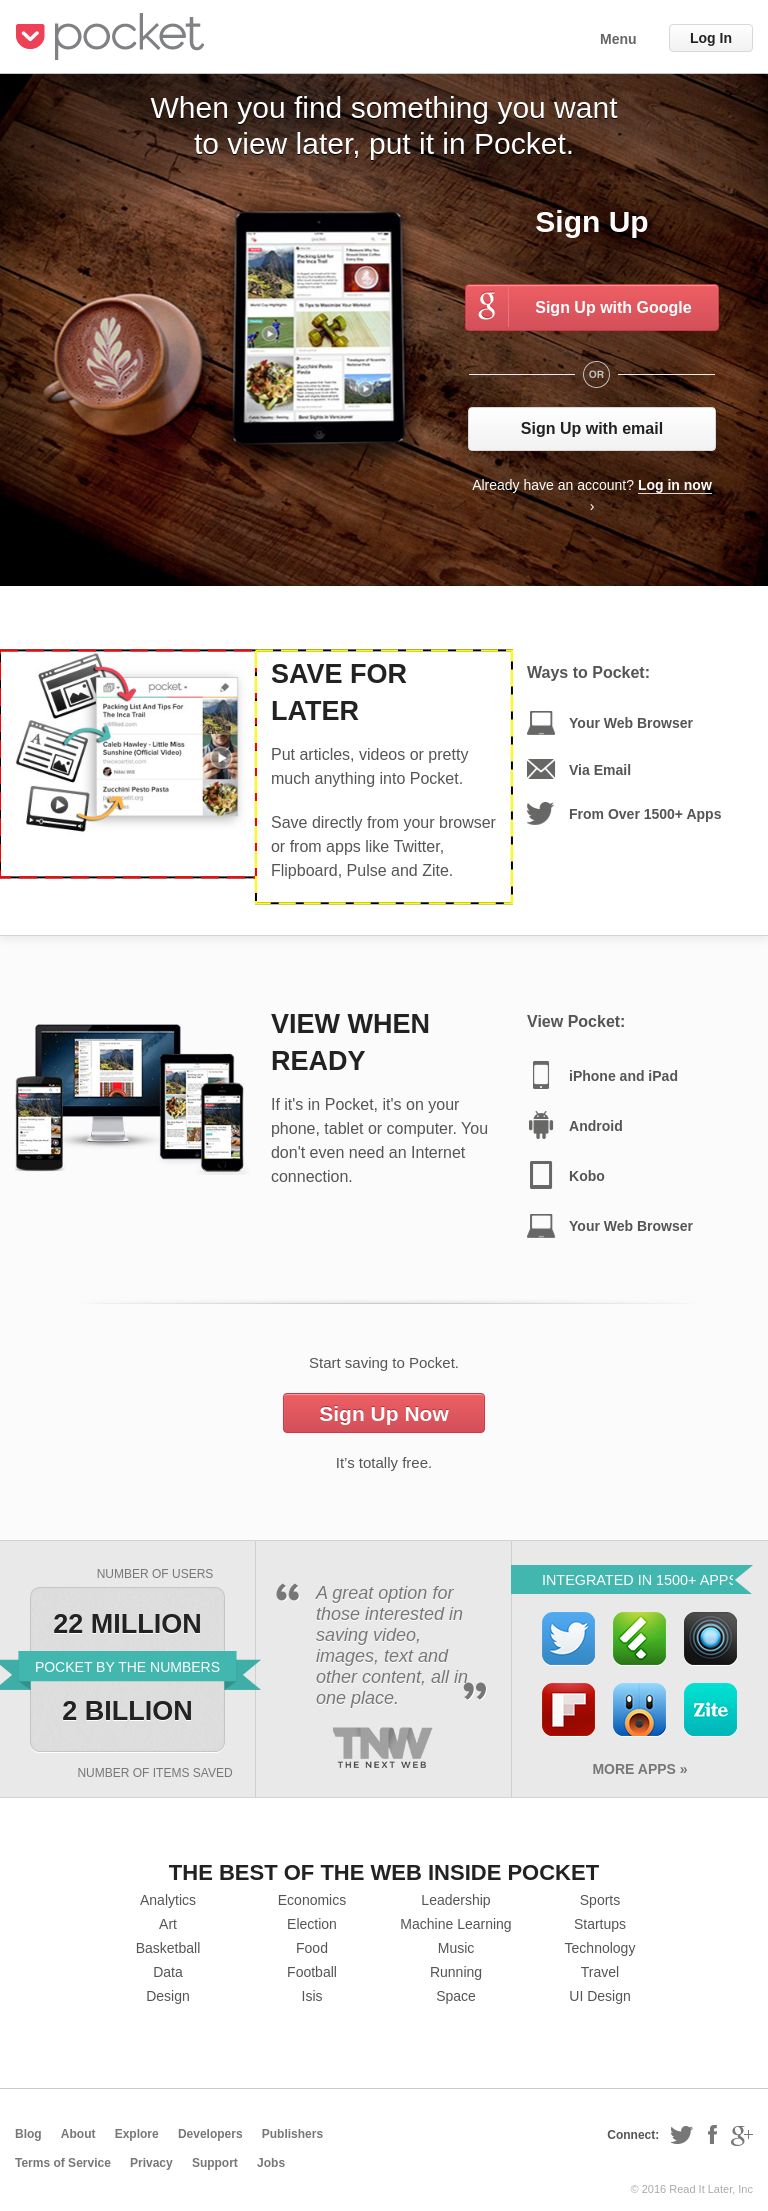 pocket
Menu
Log In
When you find something you want
to view later, put it in Pocket.
Sign Up
Sign Up with Google
OR
Sign Up with email
Already have an account? Log in now
›
pocket
Packing List And Tips For
The Inca Trail
Caleb Howard - Little Miss
Sunshine (Official Video)
Zucchini Pesto Pasta
SAVE FOR
LATER
Put articles, videos or pretty
much anything into Pocket.
Save directly from your browser
or from apps like Twitter,
Flipboard, Pulse and Zite.
Ways to Pocket:
Your Web Browser
Via Email
From Over 1500+ Apps
VIEW WHEN
READY
If it's in Pocket, it's on your
phone, tablet or computer. You
don't even need an Internet
connection.
View Pocket:
iPhone and iPad
Android
Kobo
Your Web Browser
Start saving to Pocket.
Sign Up Now
It's totally free.
NUMBER OF USERS
22 MILLION
POCKET BY THE NUMBERS
2 BILLION
NUMBER OF ITEMS SAVED
“ A great option for
those interested in
saving video,
images, text and
other content, all in
one place. ”
TNW
THE NEXT WEB
INTEGRATED IN 1500+ APPS
Zite
MORE APPS »
THE BEST OF THE WEB INSIDE POCKET
Analytics Economics Leadership Sports
Art Election Machine Learning Startups
Basketball Food Music Technology
Data Football Running Travel
Design Isis Space UI Design
Blog About Explore Developers Publishers
Terms of Service Privacy Support Jobs
Connect:
© 2016 Read It Later, Inc